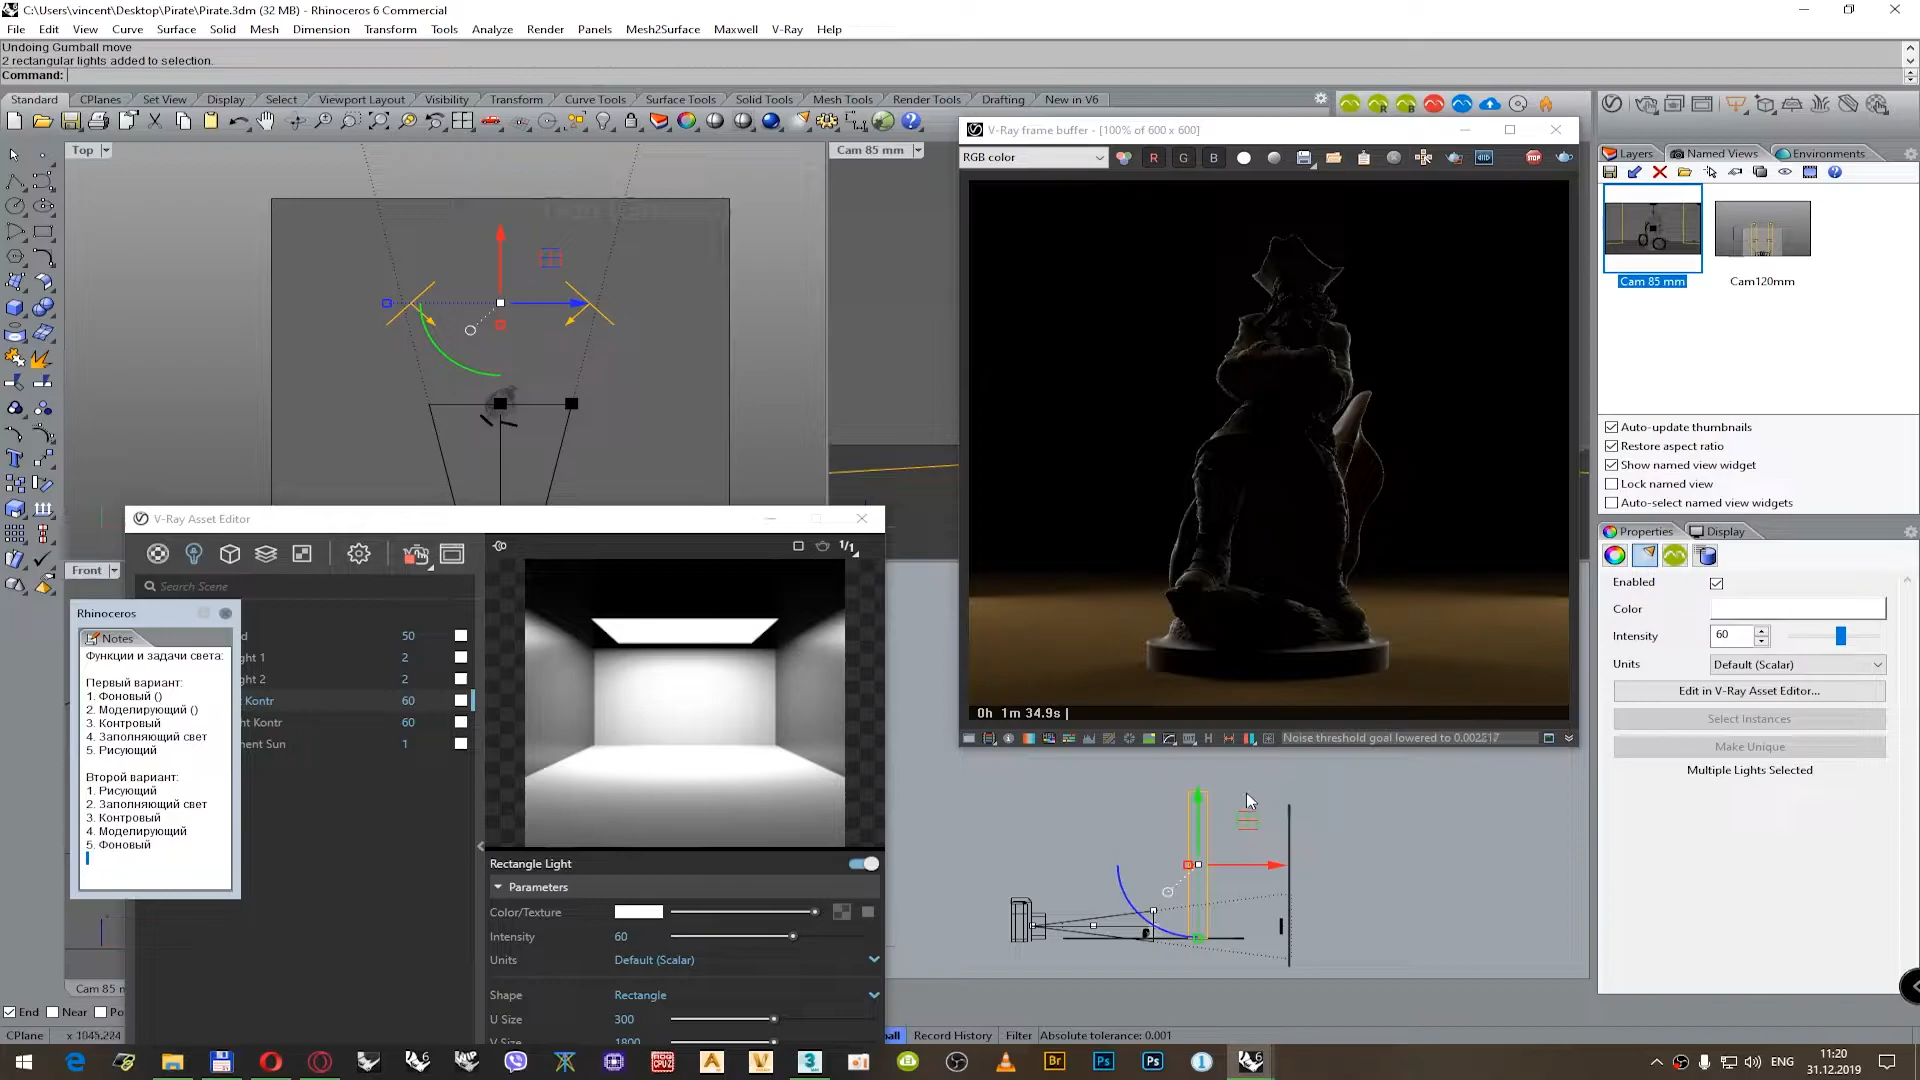 C:\Users\vincent\Desktop\Pirate\Pirate.3dm (32 MB) - Rhinoceros 6 Commercial
File Edit View Curve Surface Solid Mesh Dimension Transform Tools Analyze Render Panels Mesh2Surface Maxwell V-Ray Help
Undoing Gumball move
2 rectangular lights added to selection.
Command:
Standard CPlanes Set View Display Select Viewport Layout Visibility Transform Curve Tools Surface Tools Solid Tools Mesh Tools Render Tools Drafting New in V6
Top
Cam 85 mm
V-Ray frame buffer - [100% of 600 x 600]
RGB color
R G B
STOP
0h 1m 34.9s
H
Noise threshold goal lowered to 0.002217
Layers Named Views Environments
Cam 85 mm
Cam120mm
Auto-update thumbnails
Restore aspect ratio
Show named view widget
Lock named view
Auto-select named view widgets
Properties Display
Enabled
Color
Intensity 60
Units Default (Scalar)
Edit in V-Ray Asset Editor...
Select Instances
Make Unique
Multiple Lights Selected
V-Ray Asset Editor
1/1
Search Scene
d 50
ght 1 2
ght 2 2
t Kontr 60
ht Kontr 60
nent Sun 1
Front
Rhinoceros
Notes
Функции и задачи света:
Первый вариант:
1. Фоновый ()
2. Моделирующий ()
3. Контровый
4. Заполняющий свет
5. Рисующий
Второй вариант:
1. Рисующий
2. Заполняющий свет
3. Контровый
4. Моделирующий
5. Фоновый
Rectangle Light
Parameters
Color/Texture
Intensity 60
Units Default (Scalar)
Shape Rectangle
U Size 300
V Size 1800
Cam 85 m
End Near Po
CPlane x 1045.224
ball Record History Filter Absolute tolerance: 0.001
Br Ps Ps
ENG
11:20
31.12.2019